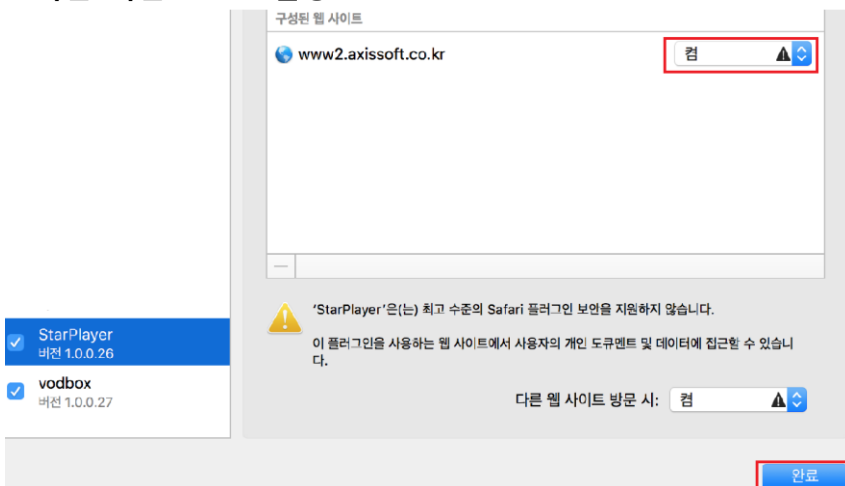 구성된 웹 사이트
www2.axissoft.co.kr
켬
'StarPlayer'은(는) 최고 수준의 Safari 플러그인 보안을 지원하지 않습니다.
이 플러그인을 사용하는 웹 사이트에서 사용자의 개인 도큐멘트 및 데이터에 접근할 수 있습니
다.
StarPlayer
버전 1.0.0.26
vodbox
버전 1.0.0.27
다른 웹 사이트 방문 시: 켬
완료